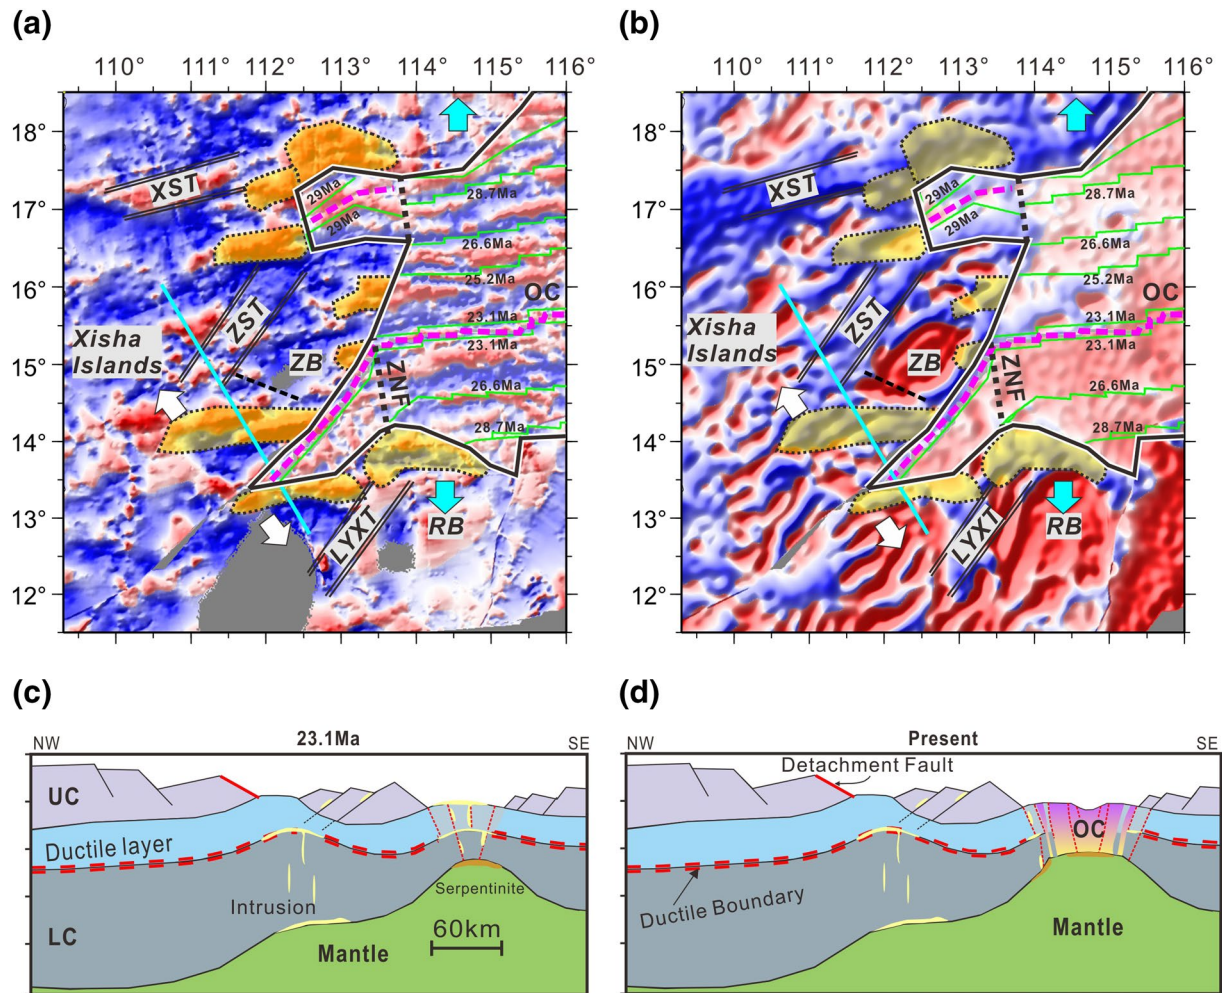 (a)
(b)
110° 111° 112° 113° 114° 115° 116°
110° 111° 112° 113° 114° 115° 116°
18°
17°
16°
15°
14°
13°
12°
XST
29Ma
29Ma
28.7Ma
26.6Ma
25.2Ma
OC
23.1Ma
23.1Ma
ZST
Xisha
Islands
ZB
ZNF
26.6Ma
28.7Ma
LYXT
RB
18°
17°
16°
15°
14°
13°
12°
XST
29Ma
29Ma
28.7Ma
26.6Ma
25.2Ma
OC
23.1Ma
23.1Ma
ZST
Xisha
Islands
ZB
ZNF
26.6Ma
28.7Ma
LYXT
RB
(c)
(d)
NW 23.1Ma SE
UC
Ductile layer
Serpentinite
Intrusion
60km
LC
Mantle
NW Present SE
Detachment Fault
OC
Ductile Boundary
Mantle